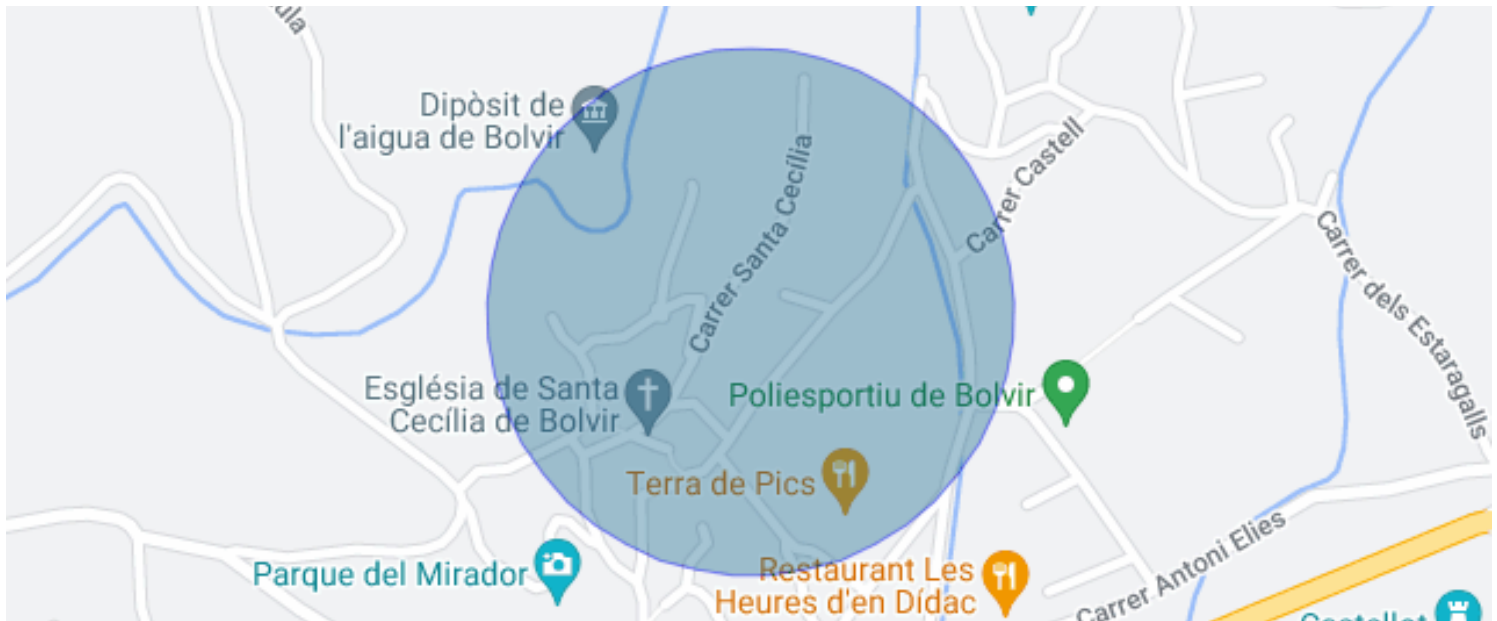 Dipòsit de
l'aigua de Bolvir
Carrer Santa Cecília
Carrer Castell
Carrer dels Estaragalls
Església de Santa
Cecília de Bolvir
Poliesportiu de Bolvir
Terra de Pics
Parque del Mirador
Restaurant Les
Heures d'en Dídac
Carrer Antoni Elies